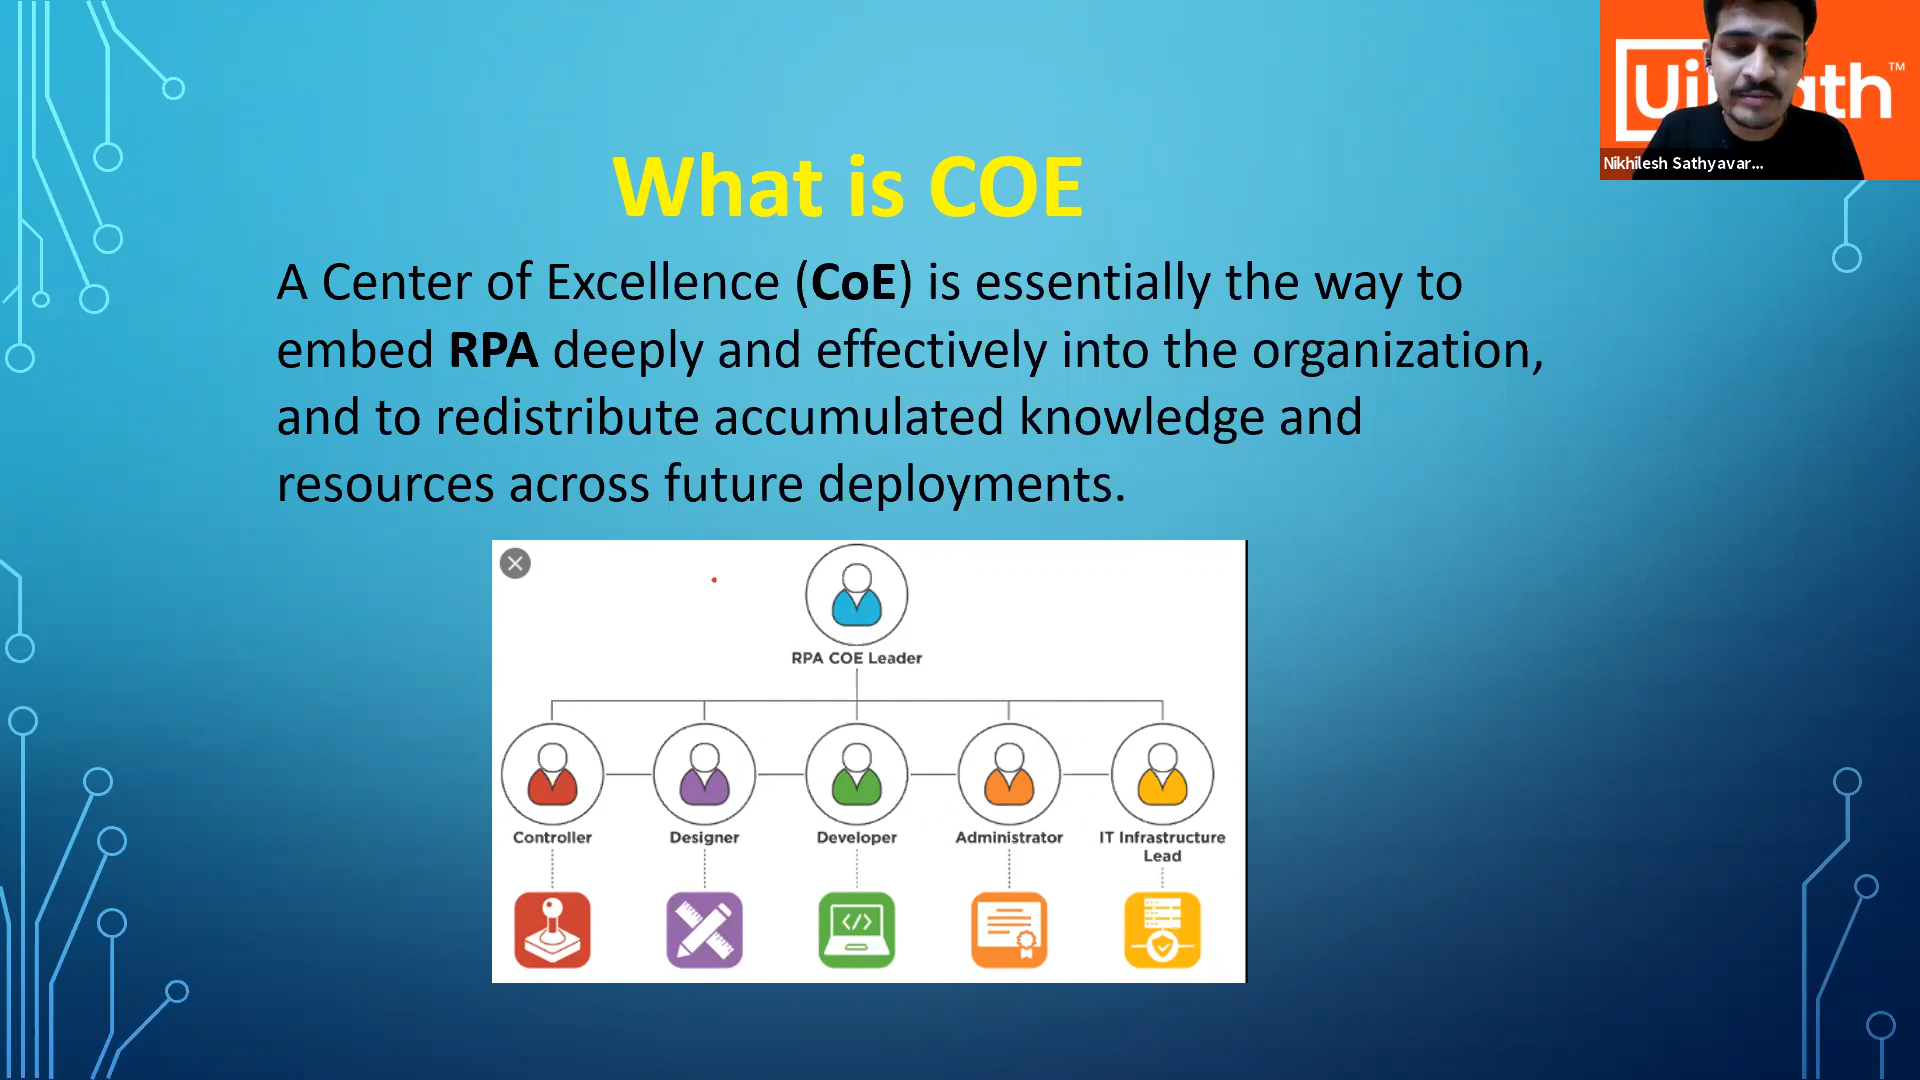 What is COE
A Center of Excellence (CoE) is essentially the way to
embed RPA deeply and effectively into the organization,
and to redistribute accumulated knowledge and
resources across future deployments.
Nikhilesh Sathyavar...
RPA COE Leader
Controller
Designer
Developer
Administrator
IT Infrastructure
Lead